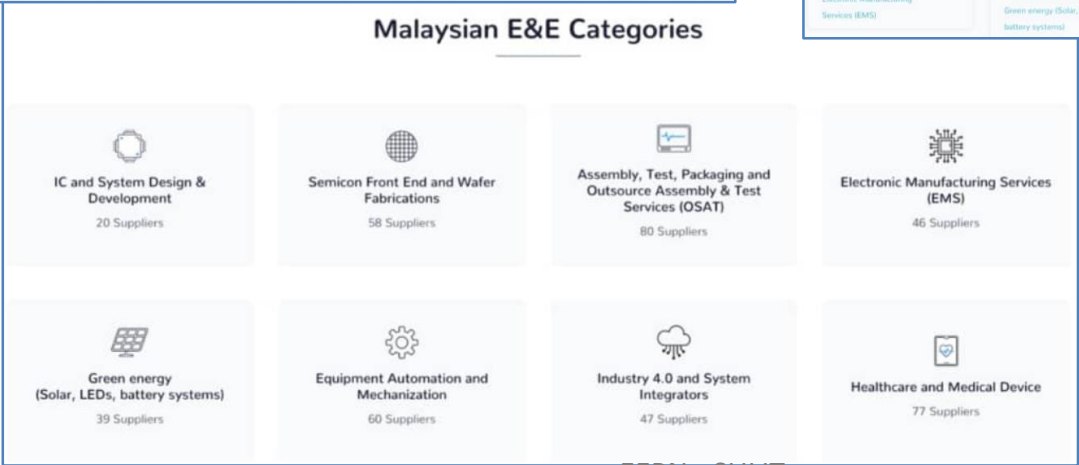 Services (EMS)
Green energy (Solar,
battery systems)
Malaysian E&E Categories
IC and System Design &
Development
20 Suppliers
Semicon Front End and Wafer
Fabrications
58 Suppliers
Assembly, Test, Packaging and
Outsource Assembly & Test
Services (OSAT)
80 Suppliers
Electronic Manufacturing Services
(EMS)
46 Suppliers
Green energy
(Solar, LEDs, battery systems)
39 Suppliers
Equipment Automation and
Mechanization
60 Suppliers
Industry 4.0 and System
Integrators
47 Suppliers
Healthcare and Medical Device
77 Suppliers